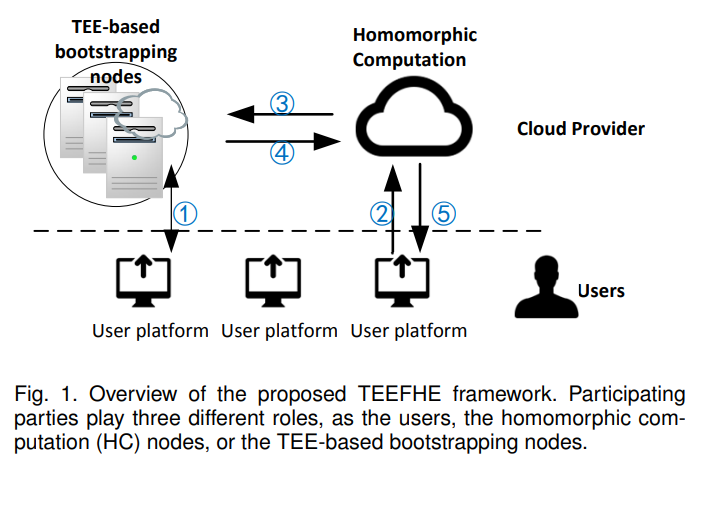 TEE-based
bootstrapping
nodes
Homomorphic
Computation
③
④
Cloud Provider
①
②
⑤
Users
User platform User platform User platform
Fig. 1. Overview of the proposed TEEFHE framework. Participating
parties play three different roles, as the users, the homomorphic com-
putation (HC) nodes, or the TEE-based bootstrapping nodes.